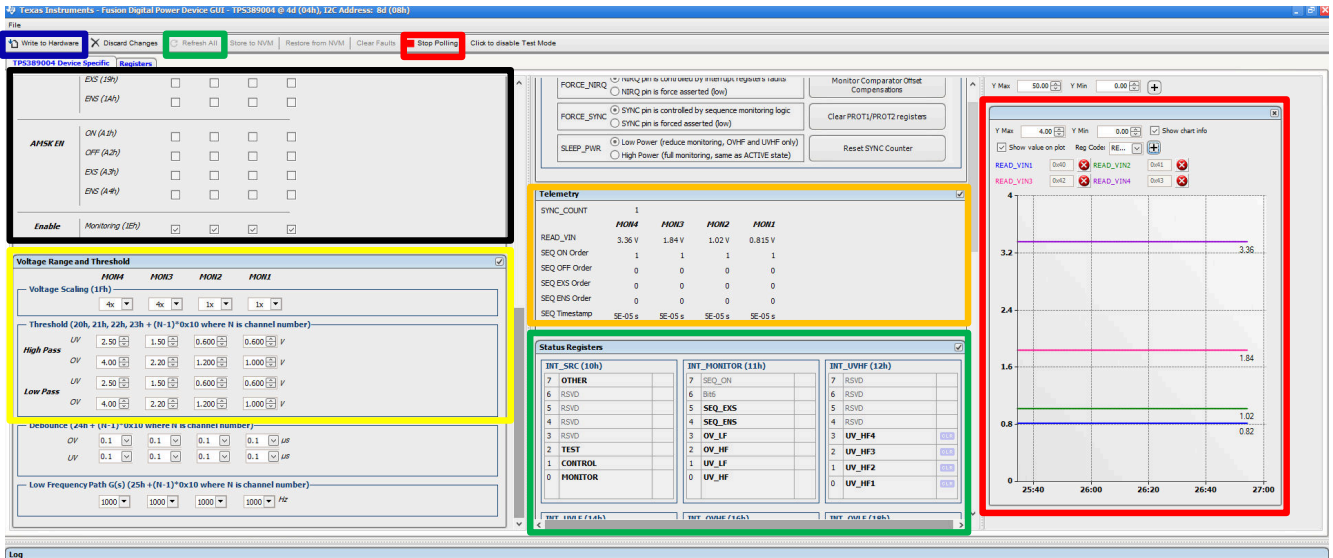 Texas Instruments - Fusion Digital Power Device GUI - TPS389004 @ 4d (04h), I2C Address: 8d (08h)
File
Write to Hardware Discard Changes Refresh All Store to NVM Restore from NVM Clear Faults Stop Polling Click to disable Test Mode
TPS389004 Device Specific Registers
EXS (19h)
ENS (1Ah)
AMSK EN
ON (A1h)
OFF (A2h)
EXS (A3h)
ENS (A4h)
Enable Monitoring (1Eh)
Voltage Range and Threshold
MON4 MON3 MON2 MON1
Voltage Scaling (1Fh)
4x 4x 1x 1x
Threshold (20h, 21h, 22h, 23h + (N-1)*0x10 where N is channel number)
High Pass
UV 2.50 1.50 0.600 0.600 V
OV 4.00 2.20 1.200 1.000 V
Low Pass
UV 2.50 1.50 0.600 0.600 V
OV 4.00 2.20 1.200 1.000 V
Debounce (24h + (N-1)*0x10 where N is channel number)
OV 0.1 0.1 0.1 0.1 µs
UV 0.1 0.1 0.1 0.1 µs
Low Frequency Path G(s) (25h +(N-1)*0x10 where N is channel number)
1000 1000 1000 1000 Hz
FORCE_NIRQ NIRQ pin is controlled by interrupt registers faults
NIRQ pin is force asserted (low)
Monitor Comparator Offset
Compensations
FORCE_SYNC SYNC pin is controlled by sequence monitoring logic
SYNC pin is forced asserted (low)
Clear PROT1/PROT2 registers
SLEEP_PWR Low Power (reduce monitoring, OVHF and UVHF only)
High Power (full monitoring, same as ACTIVE state)
Reset SYNC Counter
Telemetry
SYNC_COUNT 1
MON4 MON3 MON2 MON1
READ_VIN 3.36 V 1.84 V 1.02 V 0.815 V
SEQ ON Order 1 1 1 1
SEQ OFF Order 0 0 0 0
SEQ EXS Order 0 0 0 0
SEQ ENS Order 0 0 0 0
SEQ Timestamp 5E-05 s 5E-05 s 5E-05 s 5E-05 s
Status Registers
INT_SRC (10h)
7 OTHER
6 RSVD
5 RSVD
4 RSVD
3 RSVD
2 TEST
1 CONTROL
0 MONITOR
INT_MONITOR (11h)
7 SEQ_ON
6 Bit6
5 SEQ_EXS
4 SEQ_ENS
3 OV_LF
2 OV_HF
1 UV_LF
0 UV_HF
INT_UVHF (12h)
7 RSVD
6 RSVD
5 RSVD
4 RSVD
3 UV_HF4 CLR
2 UV_HF3 CLR
1 UV_HF2 CLR
0 UV_HF1 CLR
INT_UVLF (14h) INT_OVHF (16h) INT_OVLF (18h)
Y Max 50.00 Y Min 0.00
Y Max 4.00 Y Min 0.00 Show chart info
Show value on plot Reg Code: RE...
READ_VIN1 0x40 READ_VIN2 0x41
READ_VIN3 0x42 READ_VIN4 0x43
4
3.36
3.2
2.4
1.84
1.6
1.02
0.8
0.82
0
25:40 26:00 26:20 26:40 27:00
Log